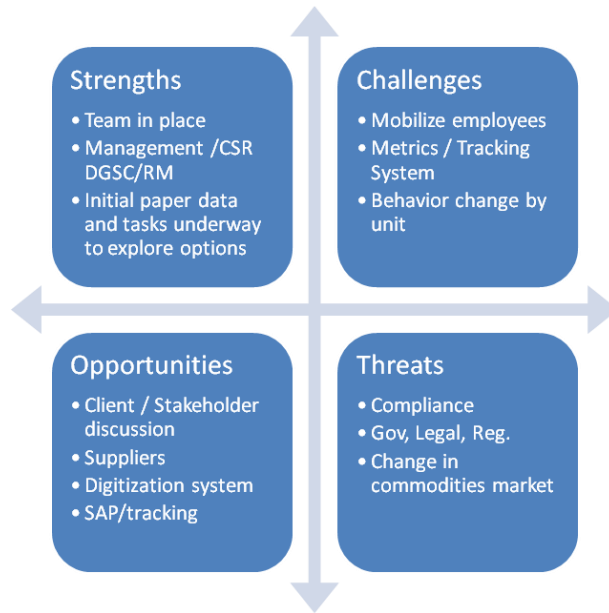 Strengths
• Team in place
• Management /CSR
DGSC/RM
• Initial paper data
and tasks underway
to explore options
Challenges
• Mobilize employees
• Metrics / Tracking
System
• Behavior change by
unit
Opportunities
• Client / Stakeholder
discussion
• Suppliers
• Digitization system
• SAP/tracking
Threats
• Compliance
• Gov, Legal, Reg.
• Change in
commodities market